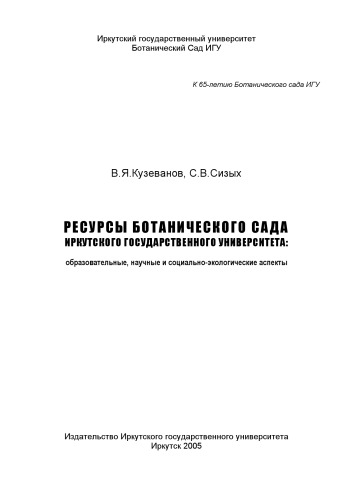 Иркутский государственный университет
Ботанический Сад ИГУ
К 65-летию Ботанического сада ИГУ
В.Я.Кузеванов, С.В.Сизых
РЕСУРСЫ БОТАНИЧЕСКОГО САДА
ИРКУТСКОГО ГОСУДАРСТВЕННОГО УНИВЕРСИТЕТА:
образовательные, научные и социально-экологические аспекты
Издательство Иркутского государственного университета
Иркутск 2005